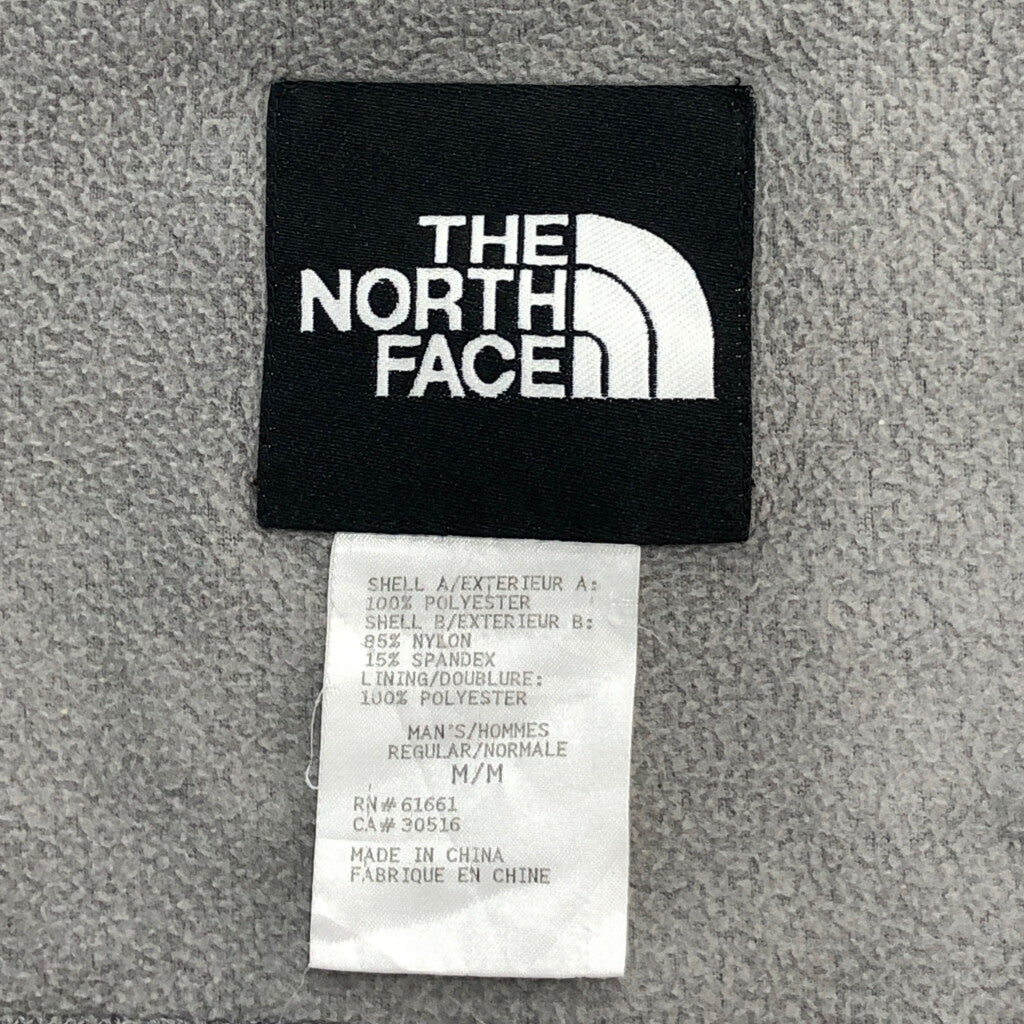 THE
NORTH
FACE
SHELL A/EXTERIEUR A:
100% POLYESTER
SHELL B/EXTERIEUR B:
85% NYLON
15% SPANDEX
LINING/DOUBLURE:
100% POLYESTER
MAN'S/HOMMES
REGULAR/NORMALE
M/M
RN#61661
CA#30516
MADE IN CHINA
FABRIQUE EN CHINE